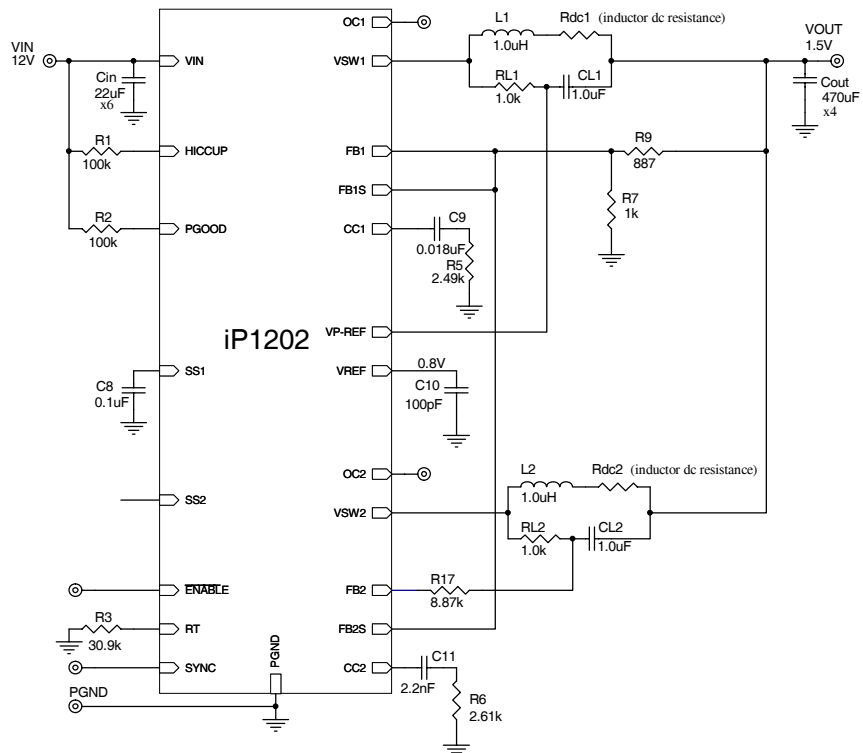 VIN
12V
Cin
22uF
x6
R1
100k
R2
100k
C8
0.1uF
R3
30.9k
PGND
VIN
HICCUP
PGOOD
SS1
SS2
ENABLE
RT
SYNC
PGND
iP1202
OC1
VSW1
FB1
FB1S
CC1
VP-REF
VREF
OC2
VSW2
FB2
FB2S
CC2
L1
1.0uH
Rdc1 (inductor dc resistance)
RL1
1.0k
CL1
1.0uF
VOUT
1.5V
Cout
470uF
x4
R9
887
R7
1k
C9
0.018uF
R5
2.49k
0.8V
C10
100pF
L2
1.0uH
Rdc2 (inductor dc resistance)
RL2
1.0k
CL2
1.0uF
R17
8.87k
C11
2.2nF
R6
2.61k